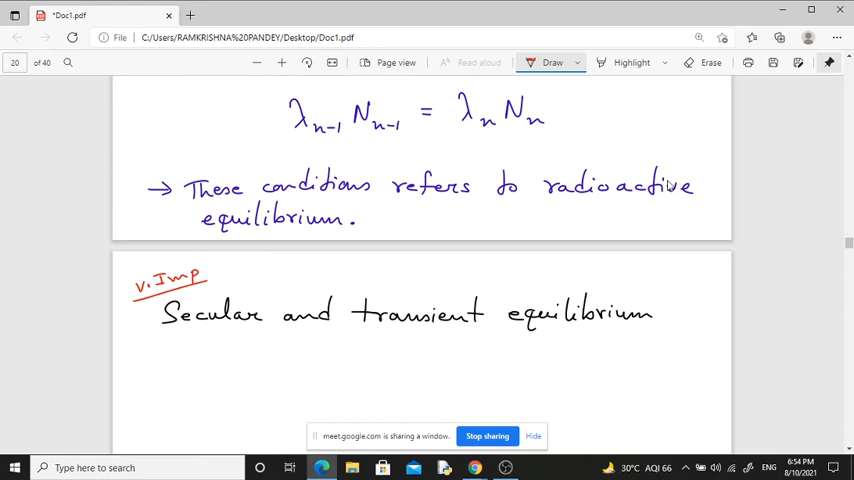 *Doc1.pdf
File
C:/Users/RAMKRISHNA%20PANDEY/Desktop/Doc1.pdf
20 of 40
Page view
Read aloud
Draw
Highlight
Erase
λn-1 Nn-1 = λn Nn
→ These conditions refers to radioactive
equilibrium.
V. Imp
Secular and transient equilibrium
meet.google.com is sharing a window.
Stop sharing
Hide
Type here to search
30°C AQI 66
ENG
6:54 PM
8/10/2021